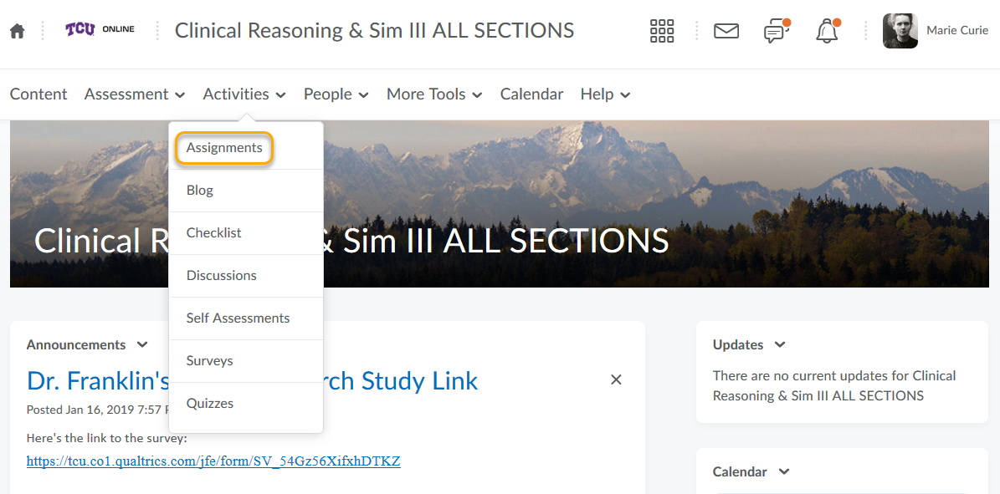 TCU ONLINE
Clinical Reasoning & Sim III ALL SECTIONS
Marie Curie
Content Assessment Activities People More Tools Calendar Help
Assignments
Blog
Checklist
Discussions
Self Assessments
Surveys
Quizzes
Clinical R & Sim III ALL SECTIONS
Announcements
Dr. Franklin's rch Study Link
Posted Jan 16, 2019 7:57
Here's the link to the survey:
https://tcu.co1.qualtrics.com/jfe/form/SV_54Gz56XifxhDTKZ
Updates
There are no current updates for Clinical
Reasoning & Sim III ALL SECTIONS
Calendar